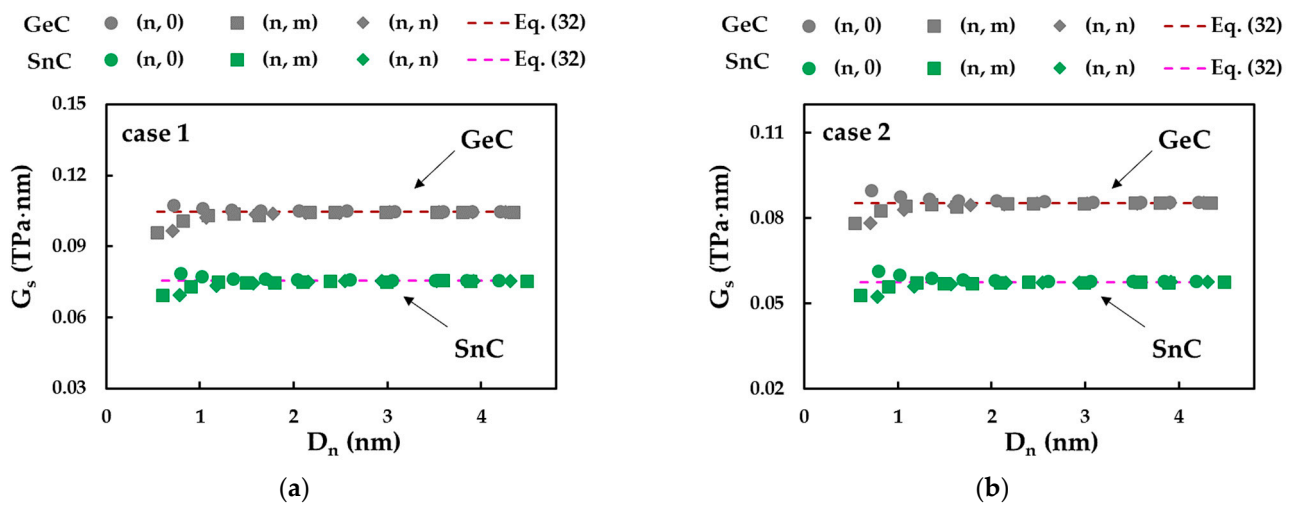 GeC (n, 0) (n, m) (n, n) Eq. (32)
SnC (n, 0) (n, m) (n, n) Eq. (32)
0.15
case 1
GeC
0.12
Gs (TPa·nm)
0.09
0.06
SnC
0.03
0 1 2 3 4
Dn (nm)
(a)
GeC (n, 0) (n, m) (n, n) Eq. (32)
SnC (n, 0) (n, m) (n, n) Eq. (32)
0.11
case 2
GeC
Gs (TPa·nm)
0.08
0.05
SnC
0.02
0 1 2 3 4
Dn (nm)
(b)